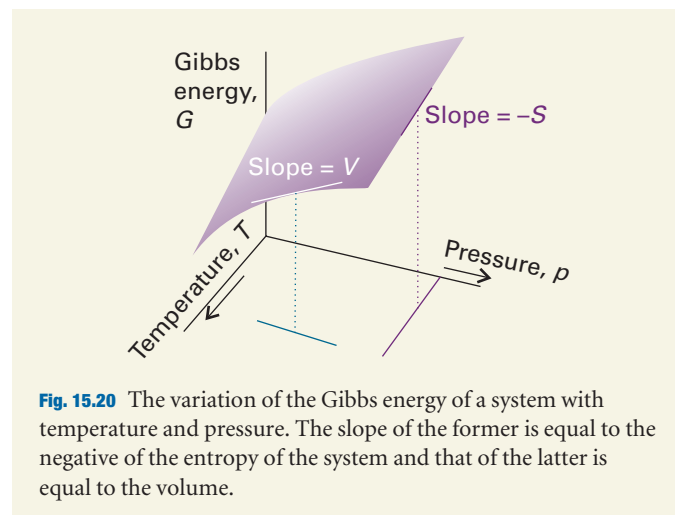 Gibbs
energy,
G
Slope = –S
Slope = V
Temperature, T
Pressure, p
Fig. 15.20 The variation of the Gibbs energy of a system with
temperature and pressure. The slope of the former is equal to the
negative of the entropy of the system and that of the latter is
equal to the volume.